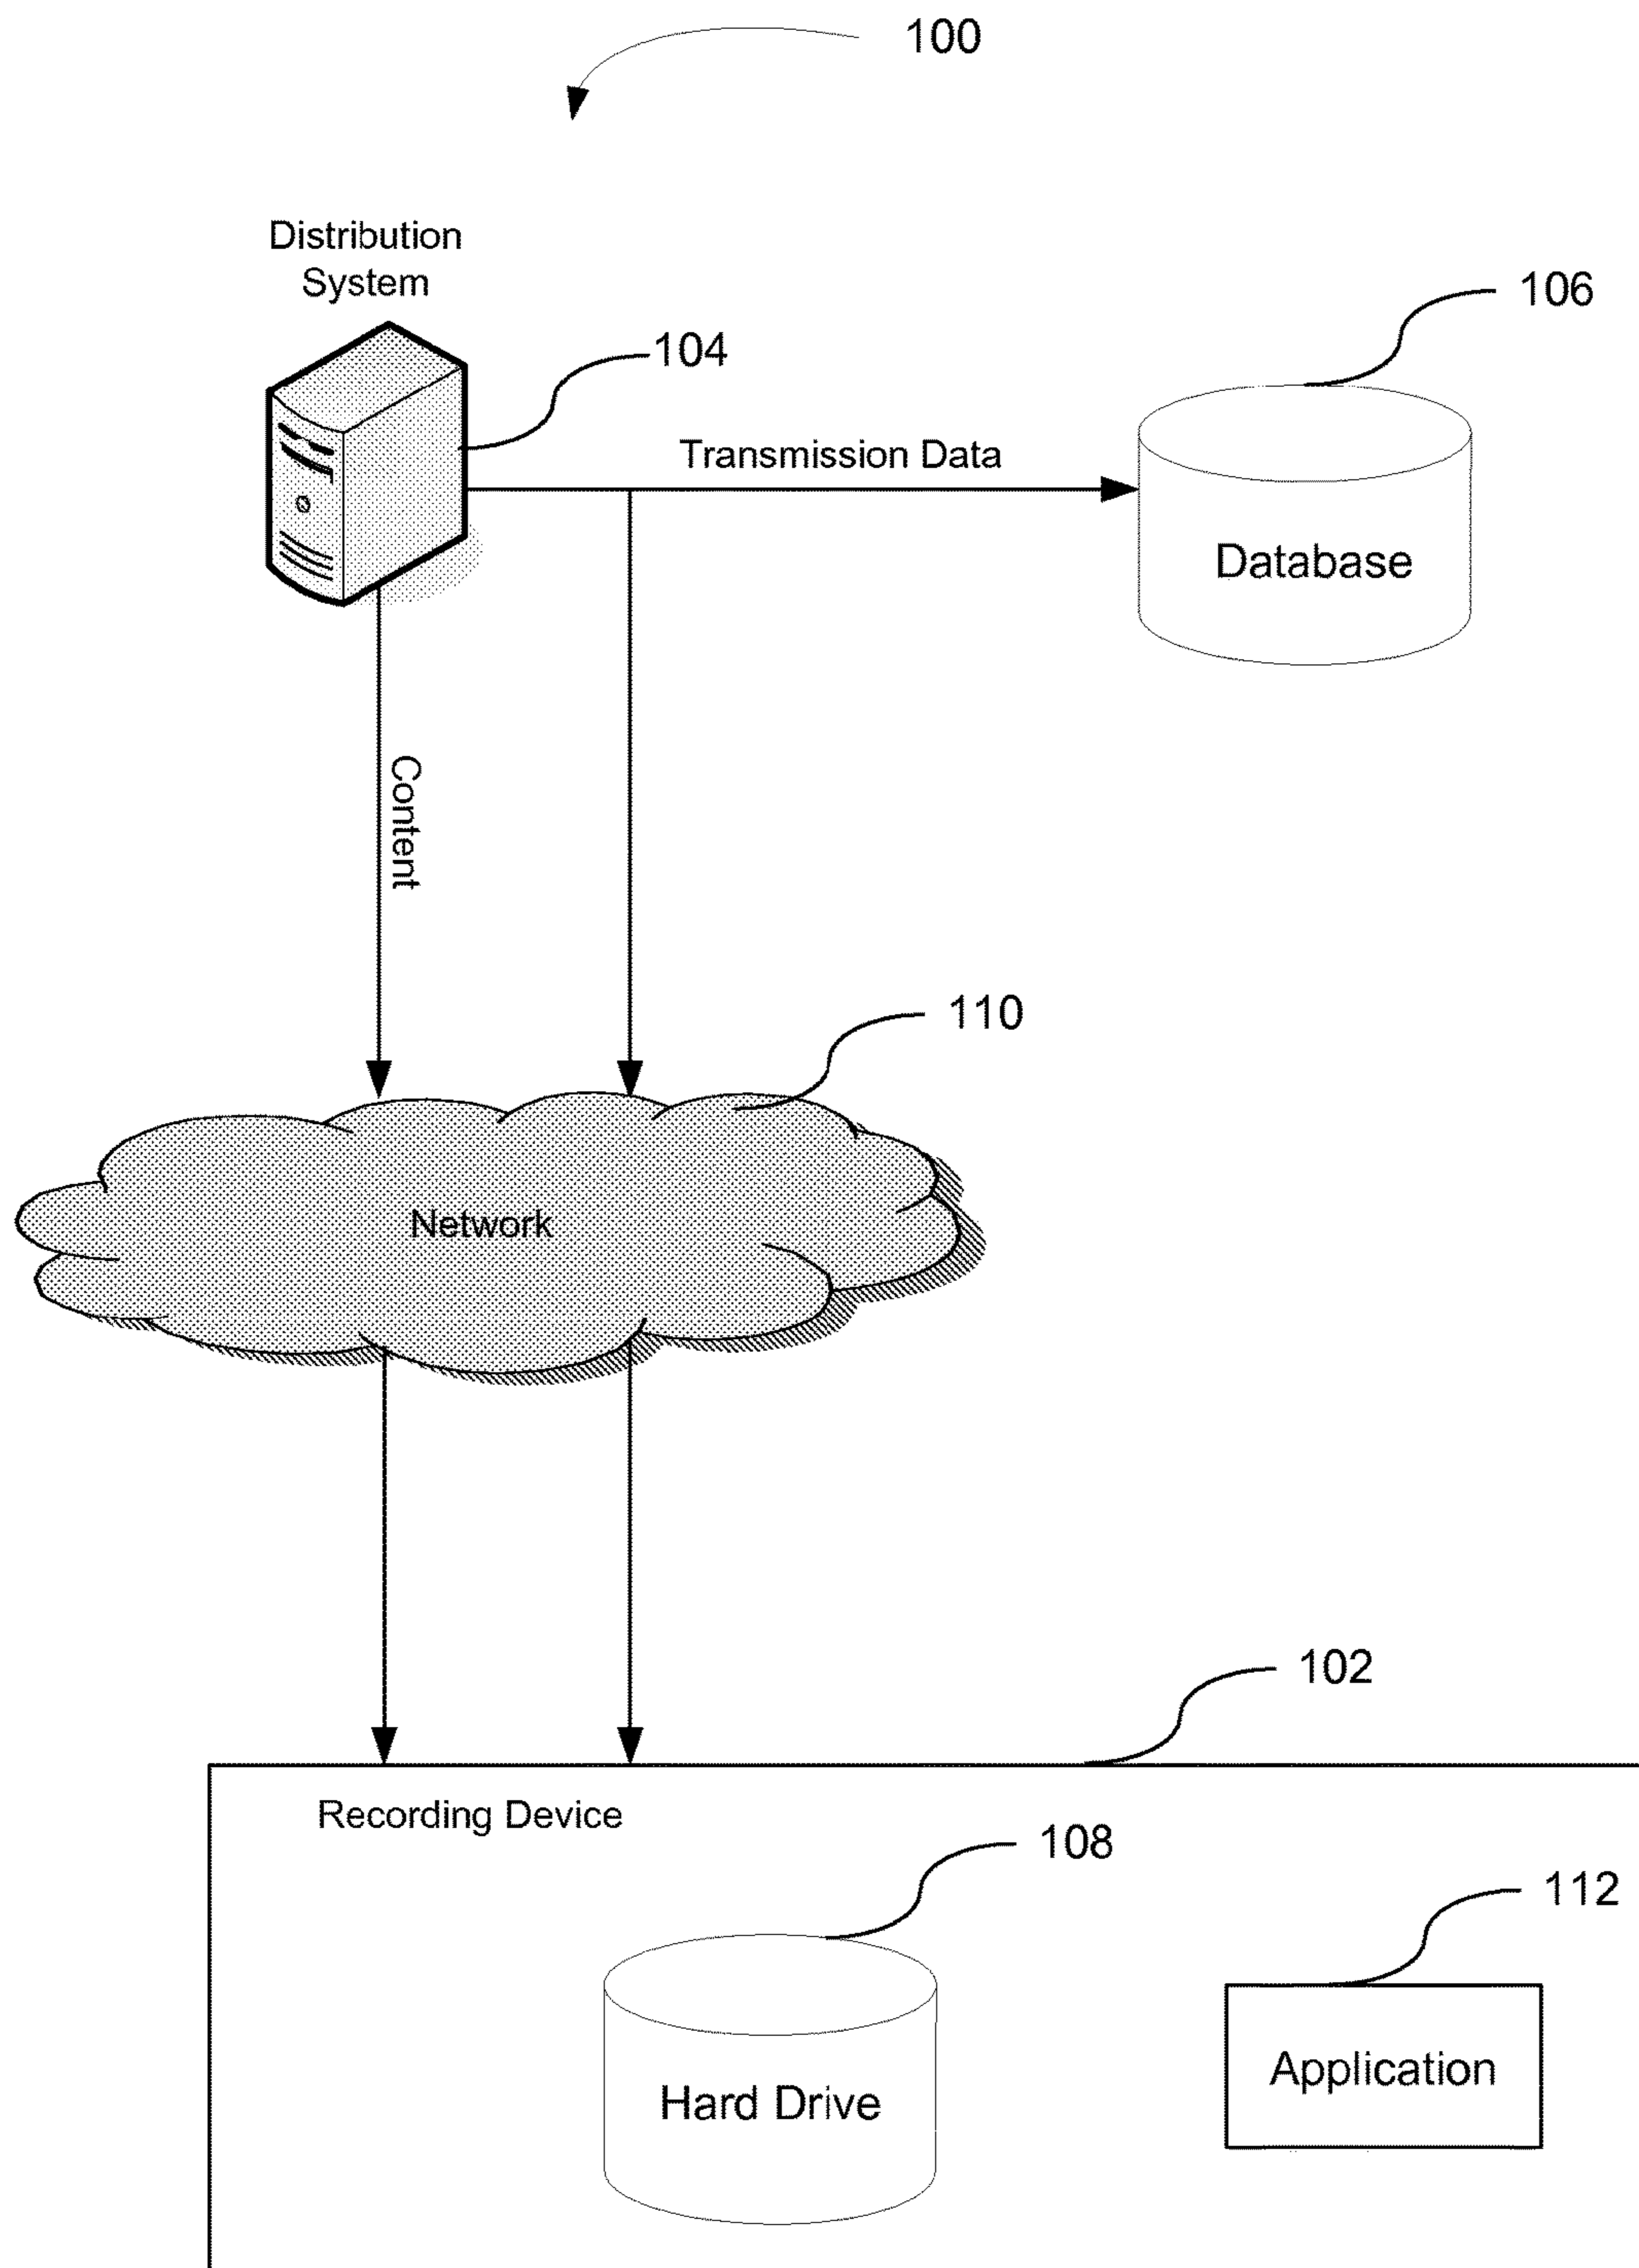 100
Distribution
System
106
104
Transmission Data
Database
Content
110
Network
102
Recording Device
108
112
Application
Hard Drive